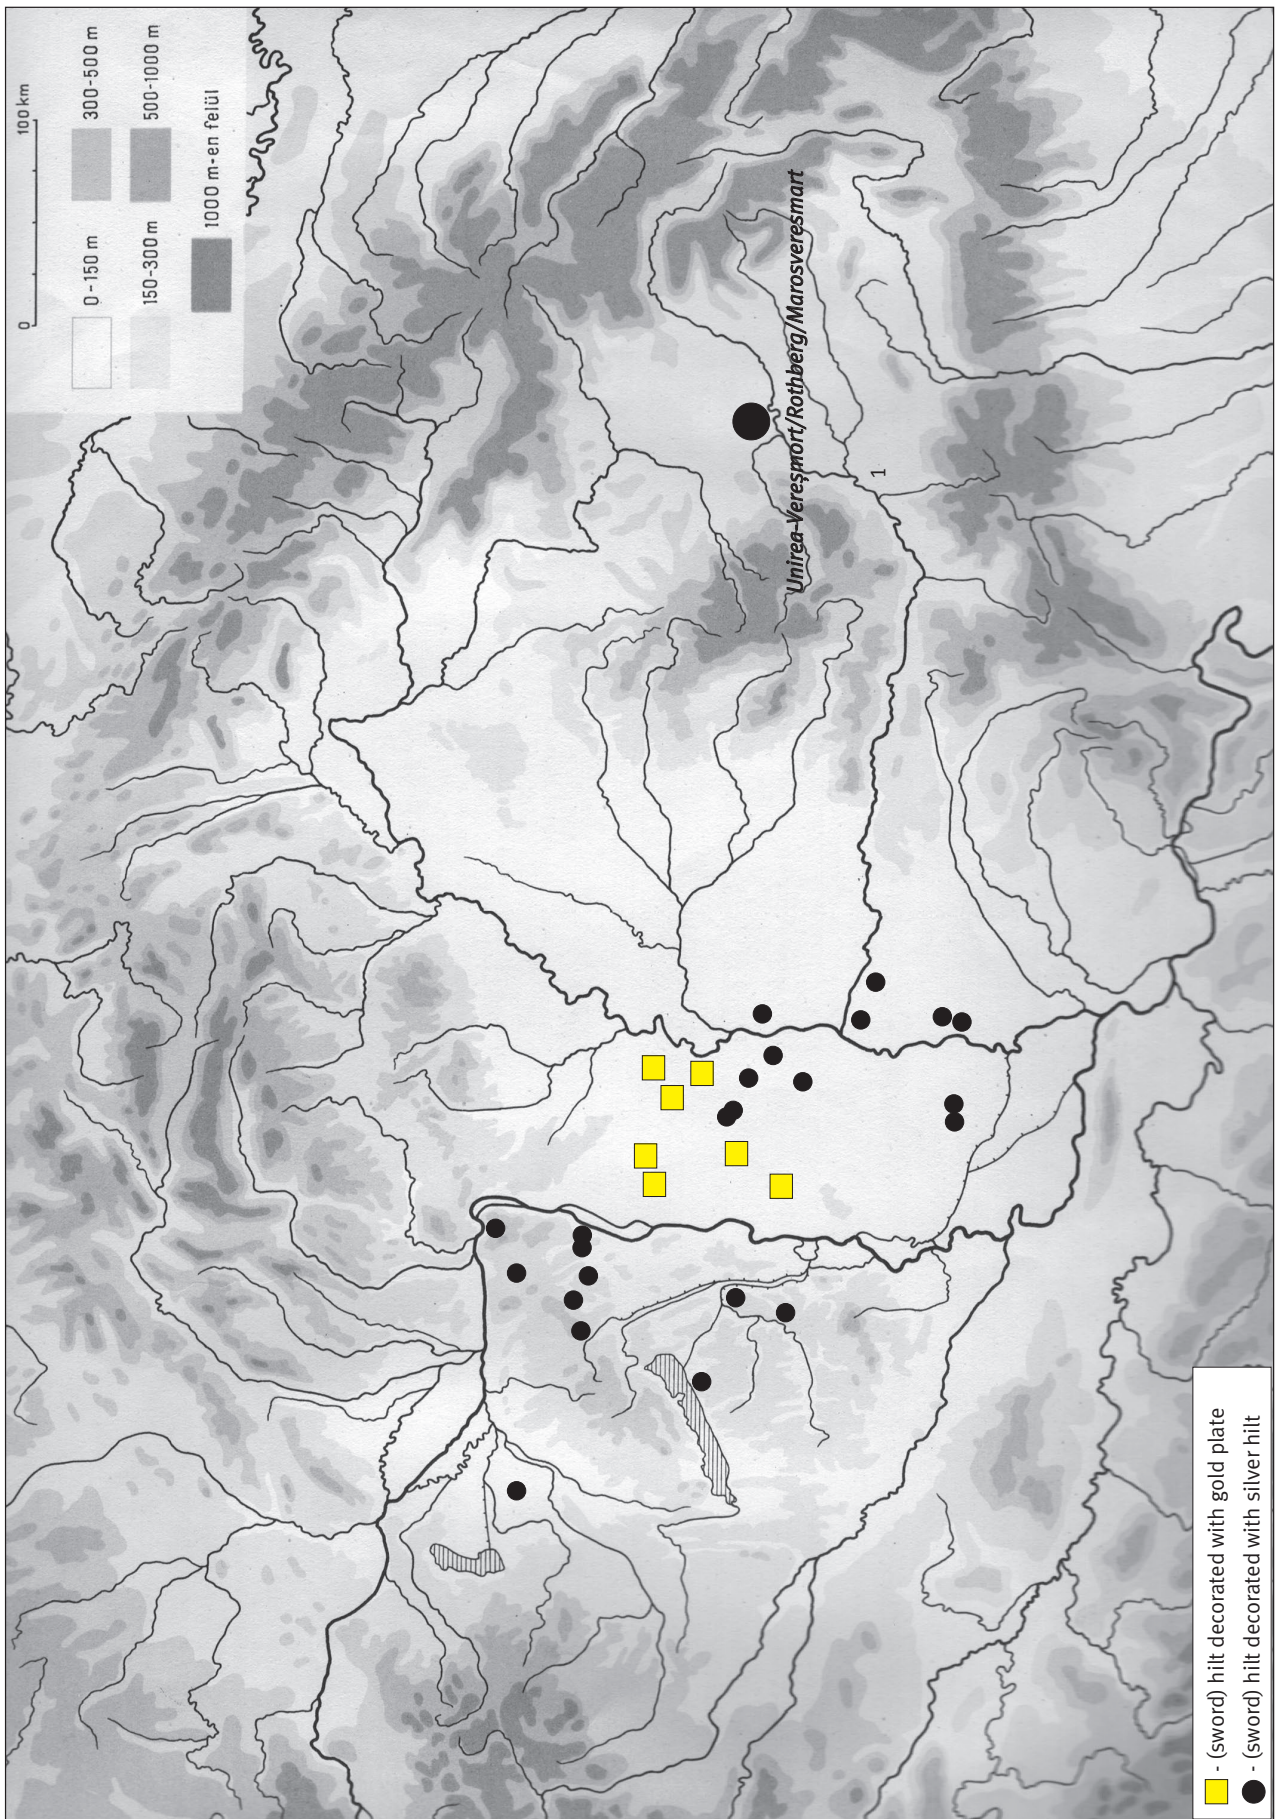 0
100 km
0-150 m
300-500 m
150-300 m
500-1000 m
1000 m-en felül
Unirea-Vereşmort/Rothberg/Marosveresmart
1
- (sword) hilt decorated with gold plate
- (sword) hilt decorated with silver hilt